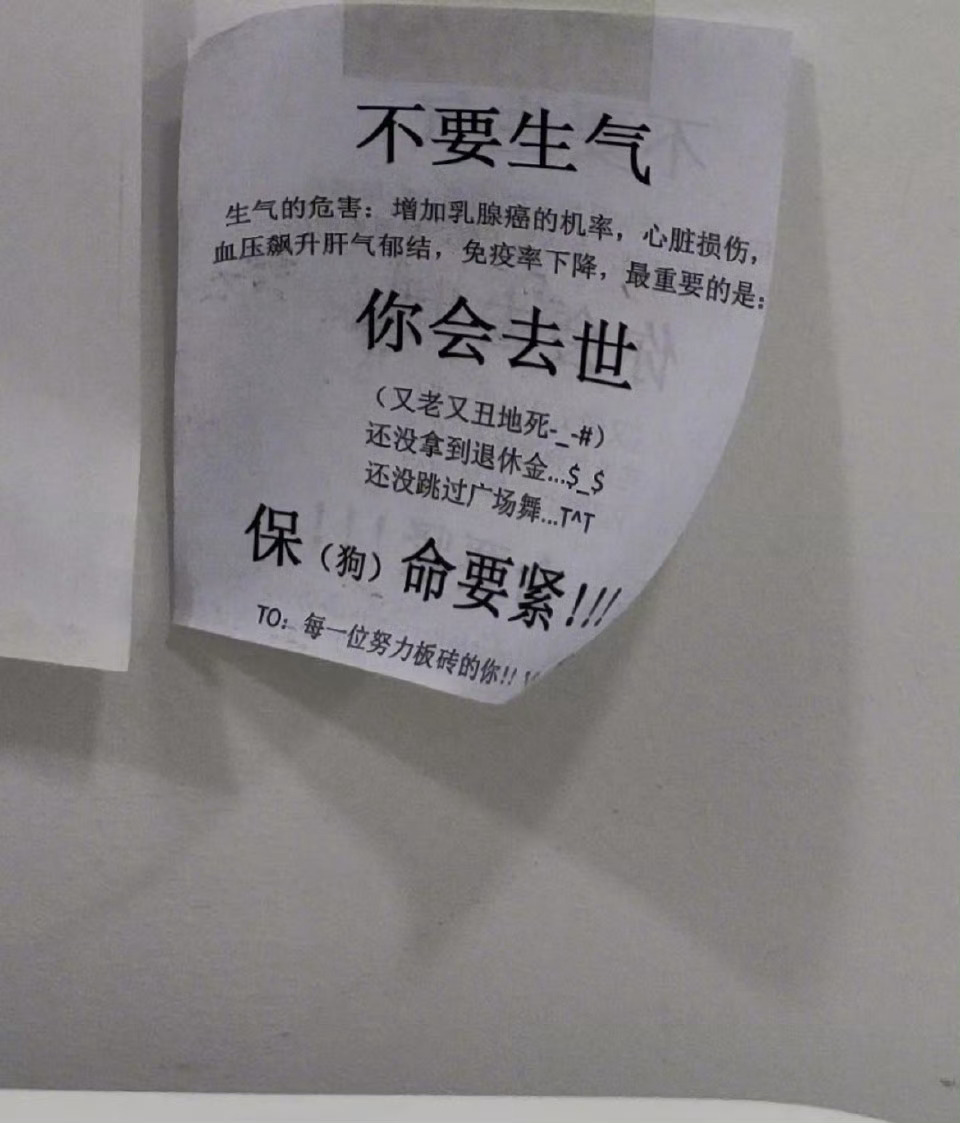 不要生气
生气的危害：增加乳腺癌的机率，心脏损伤，
血压飙升肝气郁结，免疫率下降，最重要的是：
你会去世
（又老又丑地死-_-#）
还没拿到退休金...$_$
还没跳过广场舞...T^T
保（狗）命要紧!!!
TO：每一位努力板砖的你!!